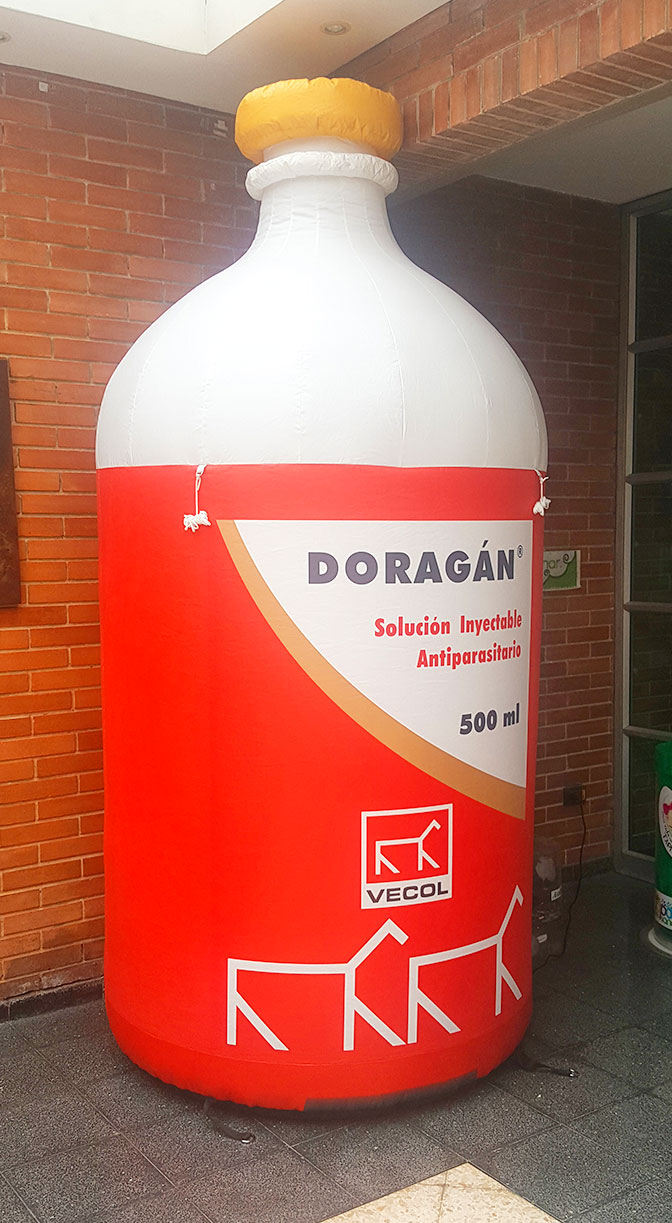 DORAGÁN®
Solución Inyectable
Antiparasitario
500 ml
VECOL